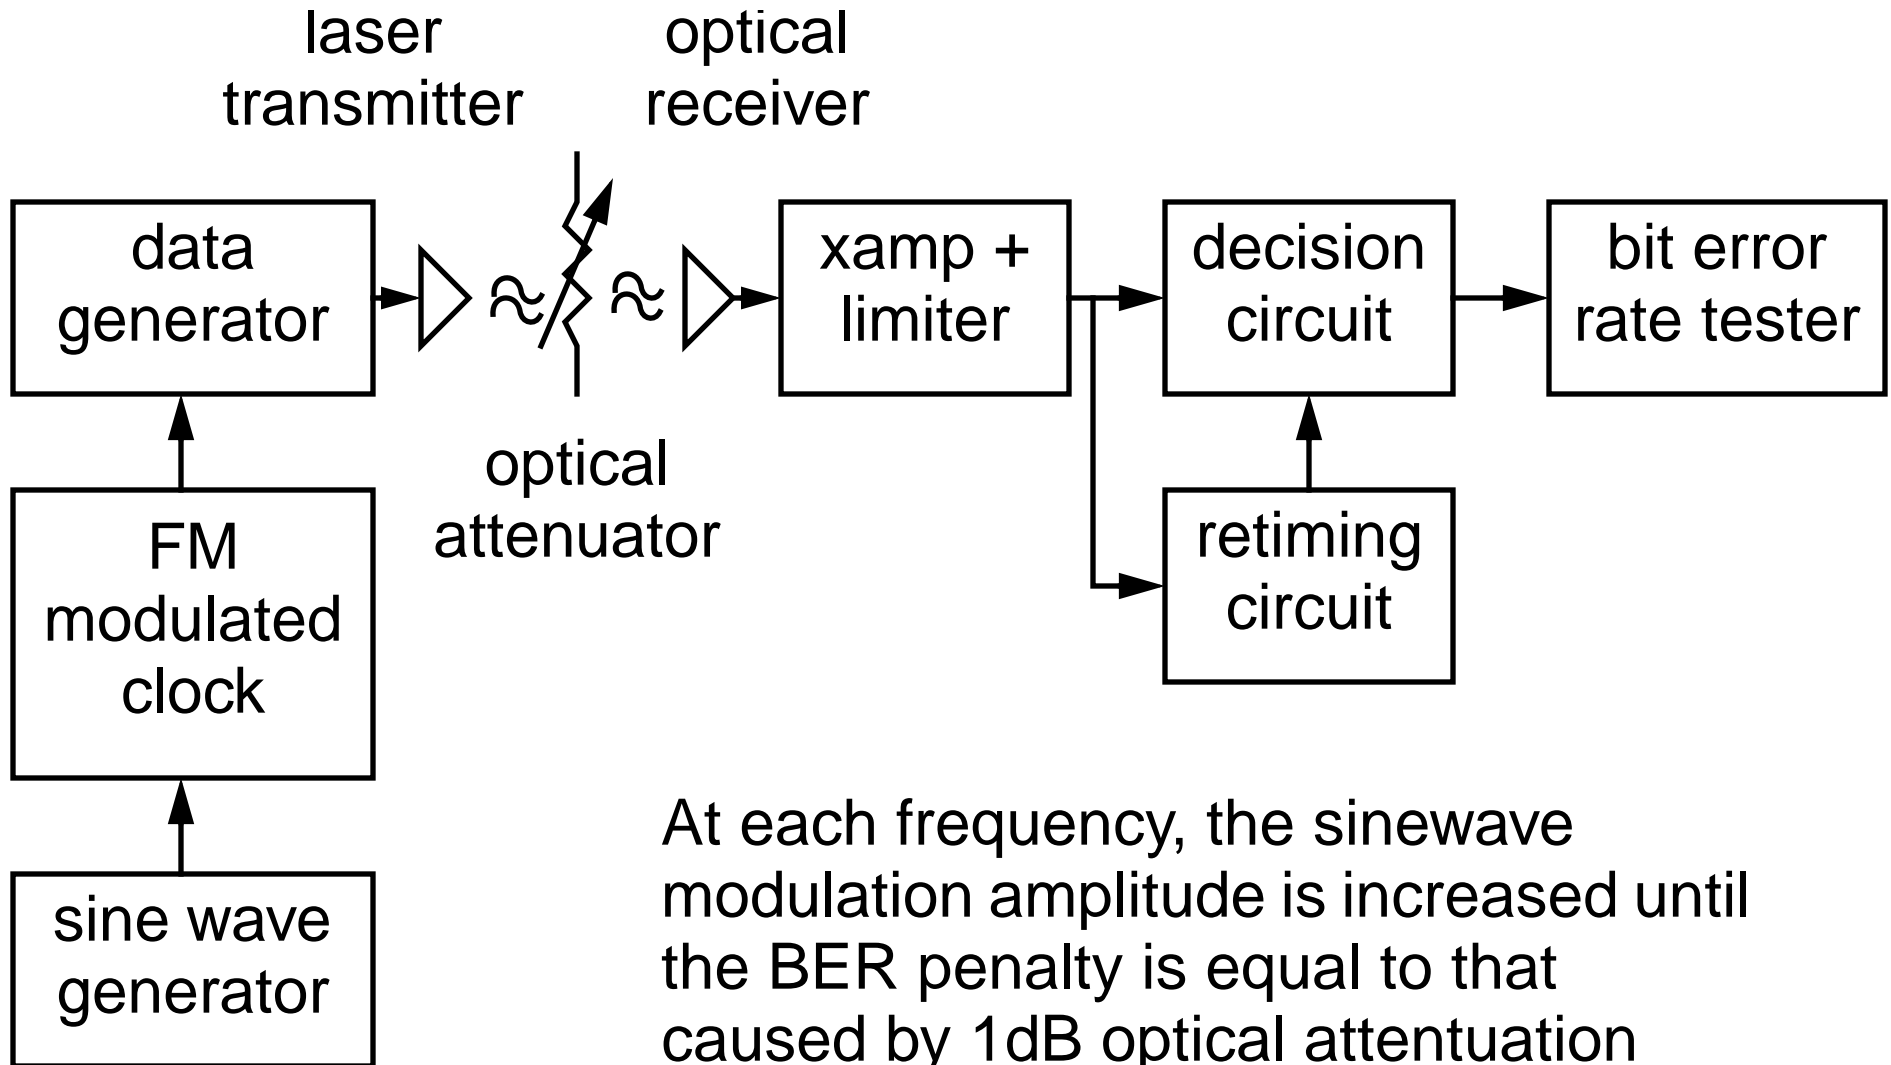 laser
transmitter
optical
receiver
data
generator
xamp +
limiter
decision
circuit
bit error
rate tester
optical
attenuator
FM
modulated
clock
retiming
circuit
sine wave
generator
At each frequency, the sinewave
modulation amplitude is increased until
the BER penalty is equal to that
caused by 1dB optical attentuation